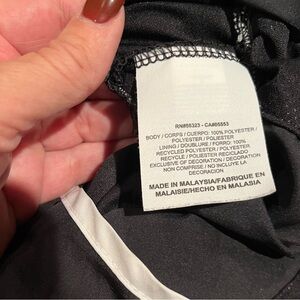 RN#56323 - CA#05553
BODY / CORPS / CUERPO: 100% POLYESTER /
POLYESTER / POLIESTER
LINING / DOUBLURE / FORRO: 100%
RECYCLED POLYESTER / POLYESTER
RECYCLE / POLIESTER RECICLADO
EXCLUSIVE OF DECORATION / DECORATION
NON COMPRISE / NO INCLUYE LA
DECORACION
MADE IN MALAYSIA/FABRIQUE EN
MALAISIE/HECHO EN MALASIA